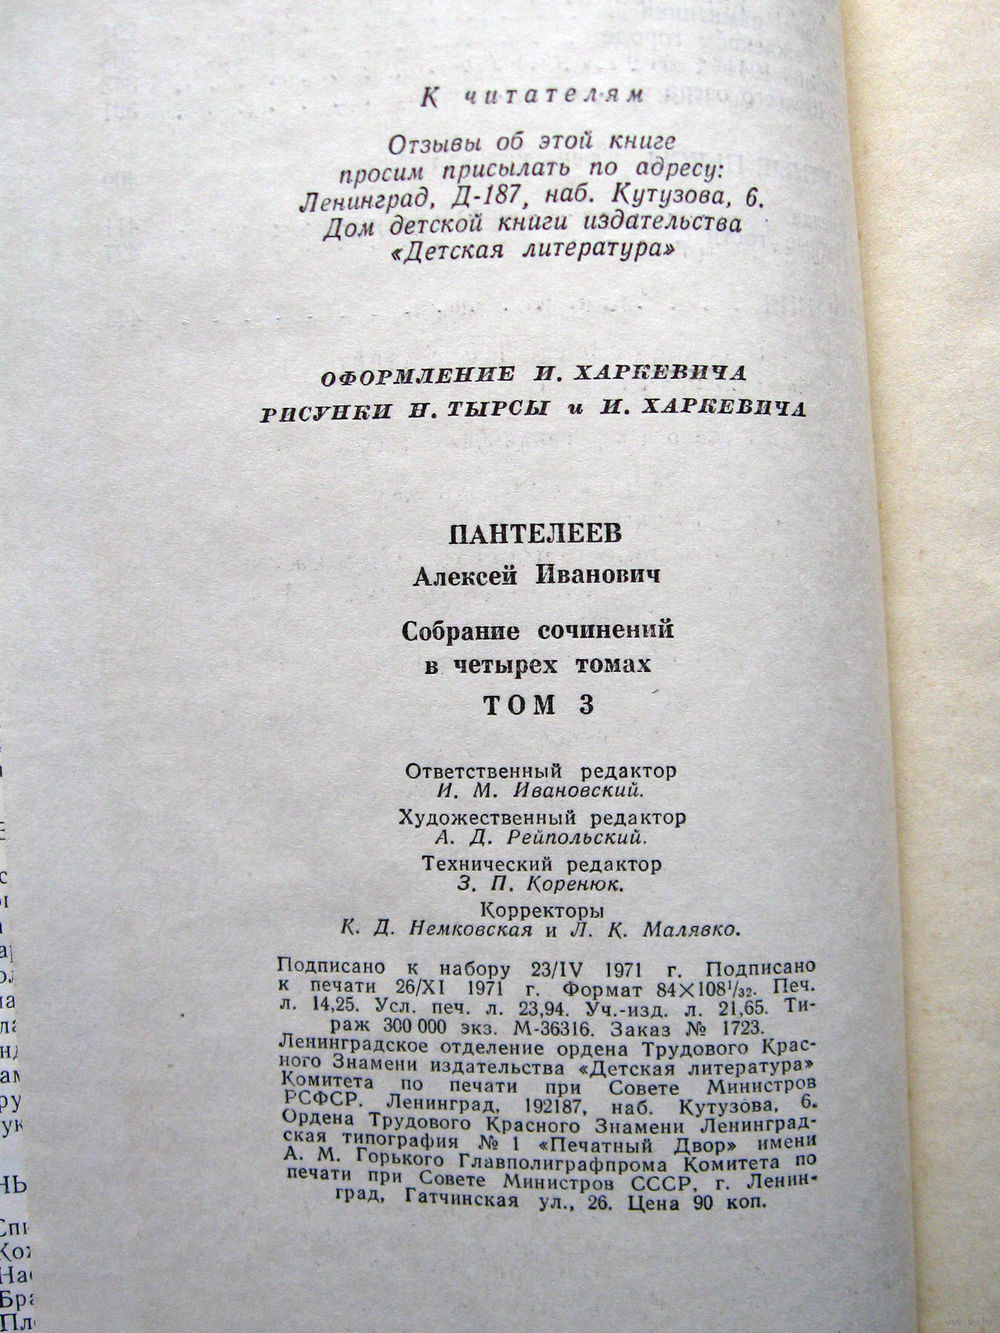 К читателям
Отзывы об этой книге
просим присылать по адресу:
Ленинград, Д-187, наб. Кутузова, 6.
Дом детской книги издательства
«Детская литература»
ОФОРМЛЕНИЕ И. ХАРКЕВИЧА
РИСУНКИ Н. ТЫРСЫ и И. ХАРКЕВИЧА
ПАНТЕЛЕЕВ
Алексей Иванович
Собрание сочинений
в четырех томах
ТОМ 3
Ответственный редактор
И. М. Ивановский.
Художественный редактор
А. Д. Рейпольский.
Технический редактор
З. П. Коренюк.
Корректоры
К. Д. Немковская и Л. К. Малявко.
Подписано к набору 23/IV 1971 г. Подписано
к печати 26/XI 1971 г. Формат 84×108¹/₃₂. Печ.
л. 14,25. Усл. печ. л. 23,94. Уч.-изд. л. 21,65. Ти-
раж 300 000 экз. М-36316. Заказ № 1723.
Ленинградское отделение ордена Трудового Крас-
ного Знамени издательства «Детская литература»
Комитета по печати при Совете Министров
РСФСР. Ленинград, 192187, наб. Кутузова, 6.
Ордена Трудового Красного Знамени Ленинград-
ская типография № 1 «Печатный Двор» имени
А. М. Горького Главполиграфпрома Комитета по
печати при Совете Министров СССР, г. Ленин-
град, Гатчинская ул., 26. Цена 90 коп.